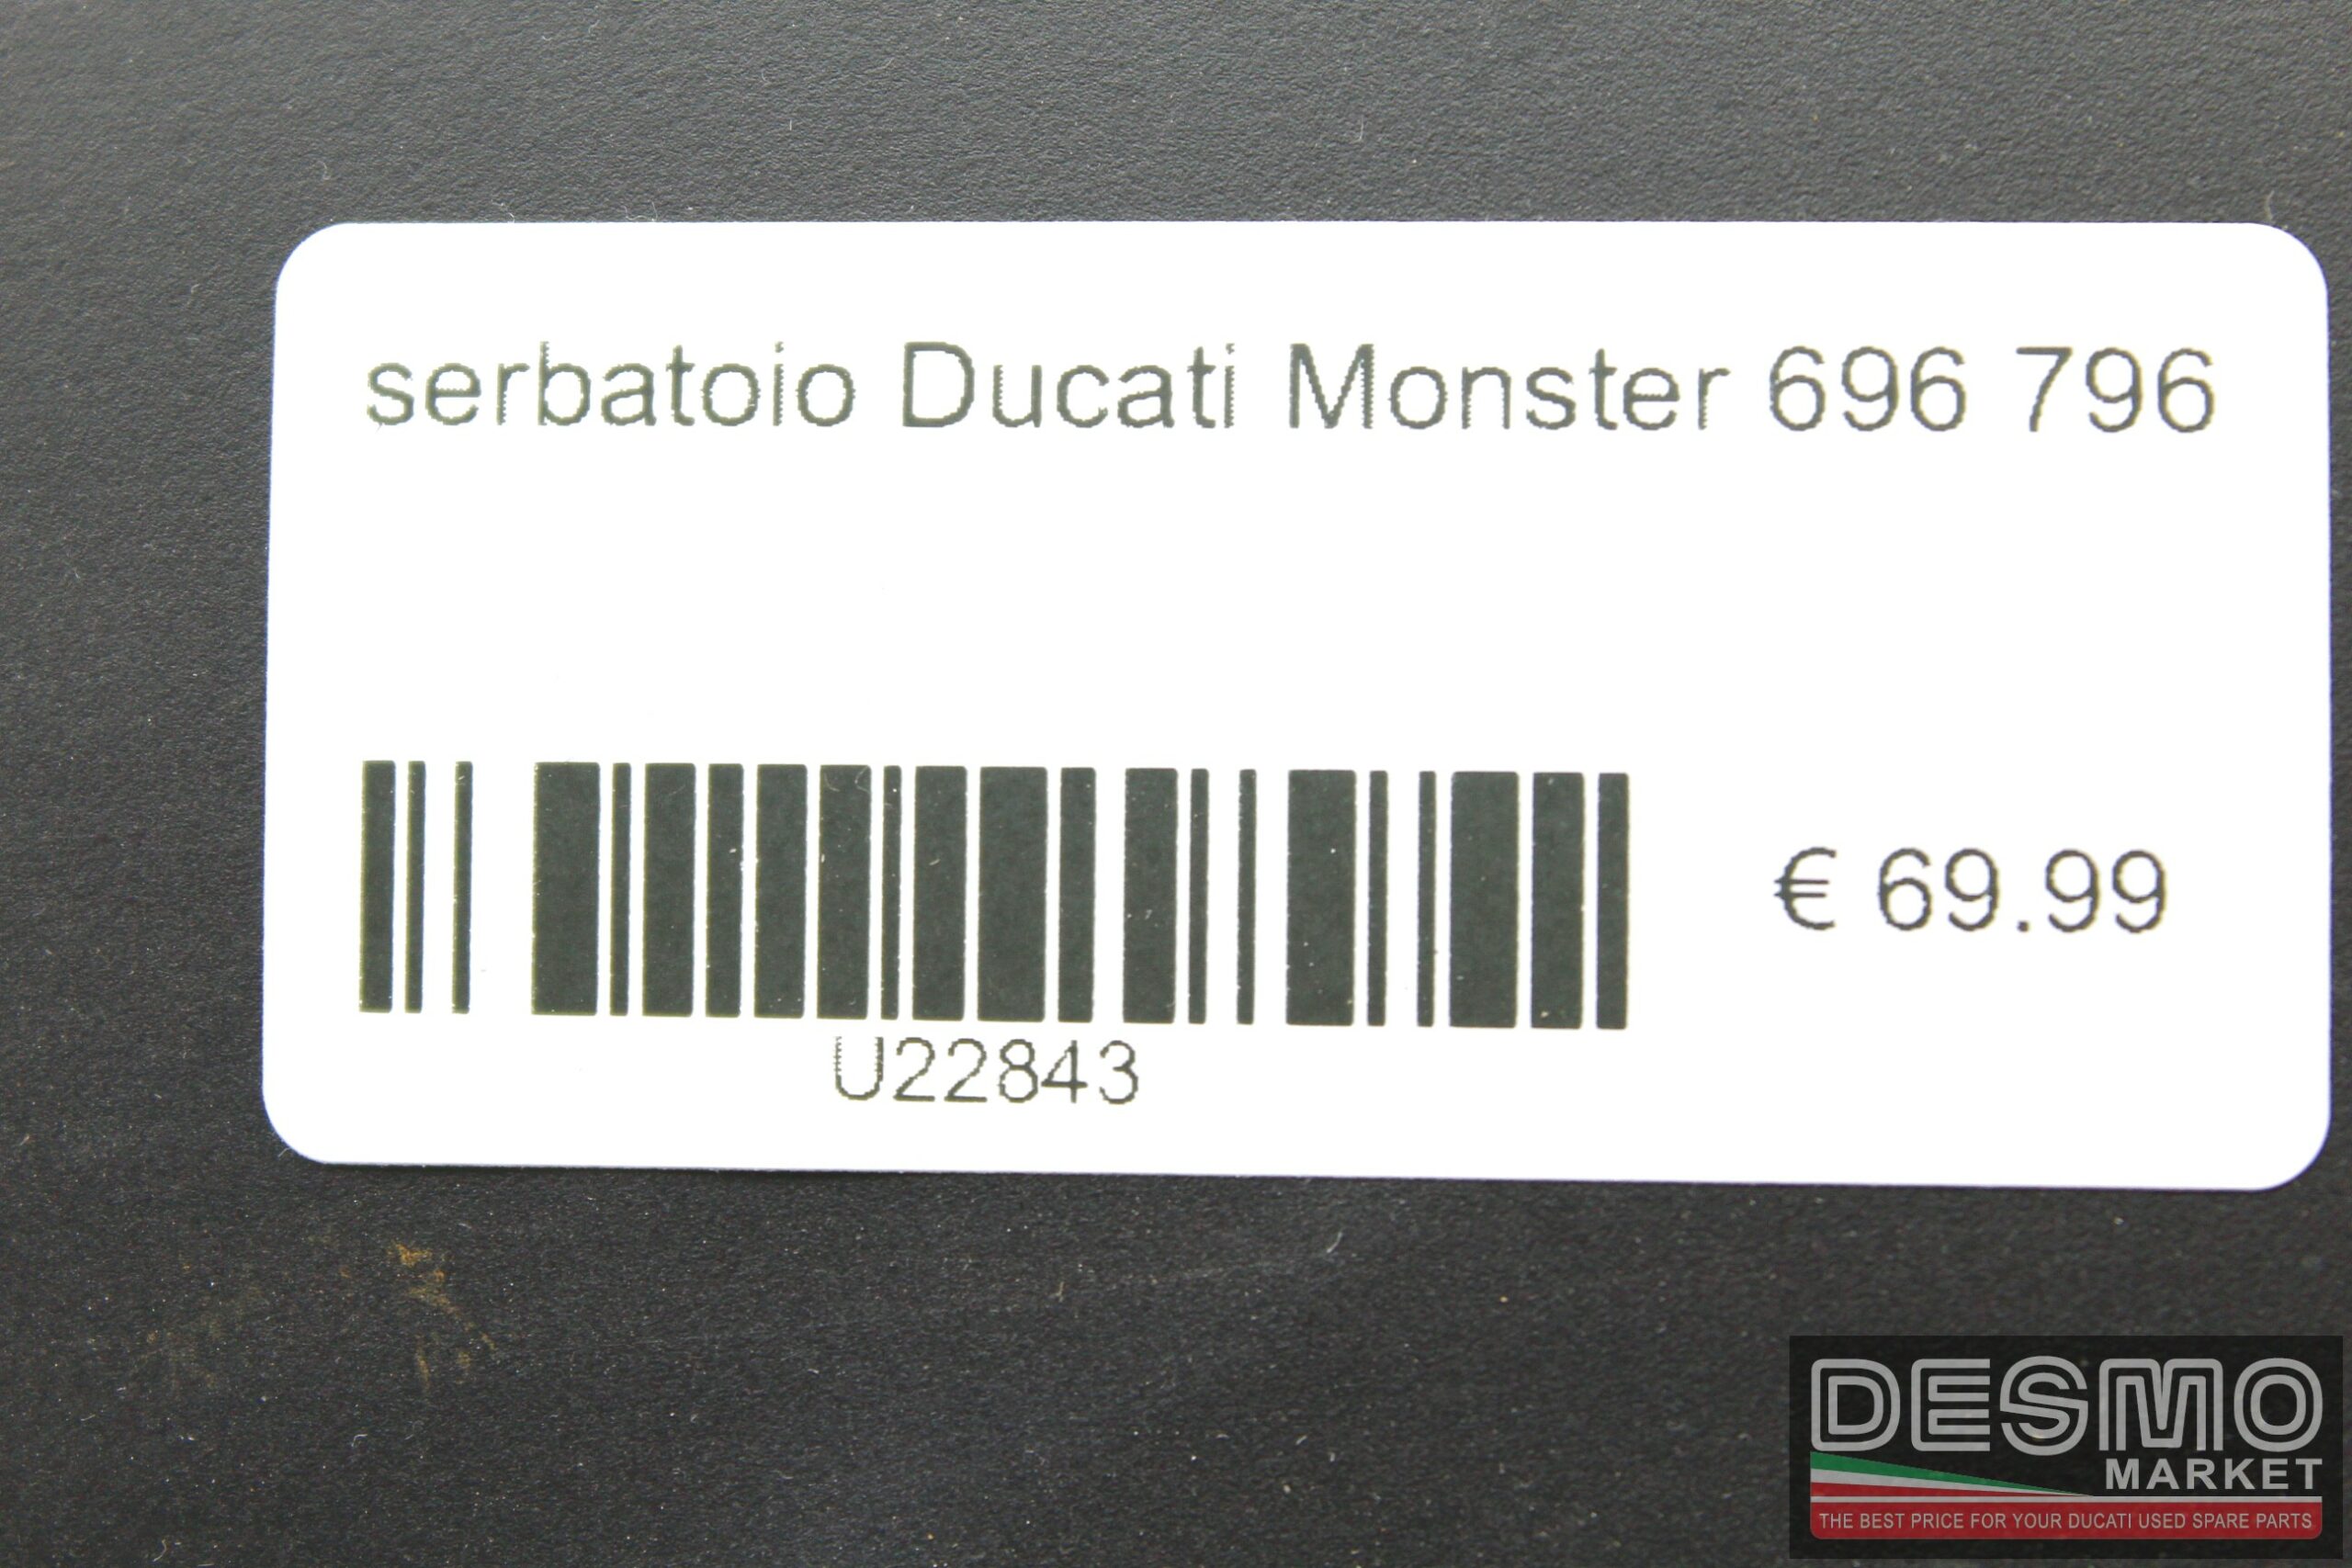 serbatoio Ducati Monster 696 796
€ 69.99
U22843
DESMO
MARKET
THE BEST PRICE FOR YOUR DUCATI USED SPARE PARTS